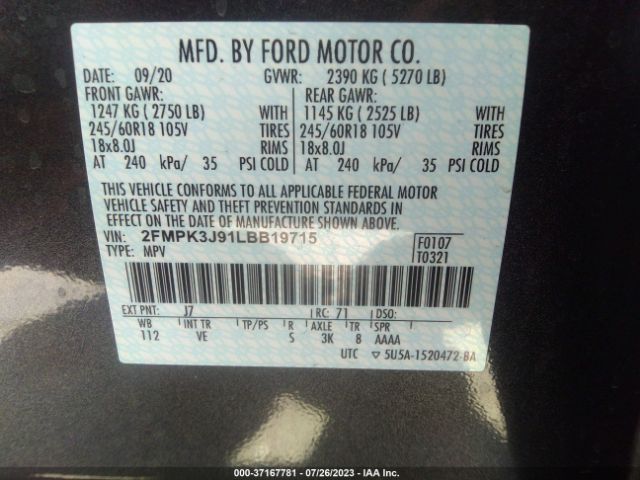 MFD. BY FORD MOTOR CO.
DATE: 09/20 GVWR: 2390 KG ( 5270 LB)
FRONT GAWR: REAR GAWR:
1247 KG ( 2750 LB) WITH 1145 KG ( 2525 LB) WITH
245/60R18 105V TIRES 245/60R18 105V TIRES
18x8.0J RIMS 18x8.0J RIMS
AT 240 kPa/ 35 PSI COLD AT 240 kPa/ 35 PSI COLD
THIS VEHICLE CONFORMS TO ALL APPLICABLE FEDERAL MOTOR
VEHICLE SAFETY AND THEFT PREVENTION STANDARDS IN
EFFECT ON THE DATE OF MANUFACTURE SHOWN ABOVE.
VIN: 2FMPK3J91LBB19715 F0107
TYPE: MPV T0321
EXT PNT: J7 RC: 71 DSO:
WB INT TR TP/PS R AXLE TR SPR
112 VE S 3K 8 AAAA
UTC ▽ 5U5A-1520472-BA
000-37167781 / 07/26/2023 - IAA Inc.